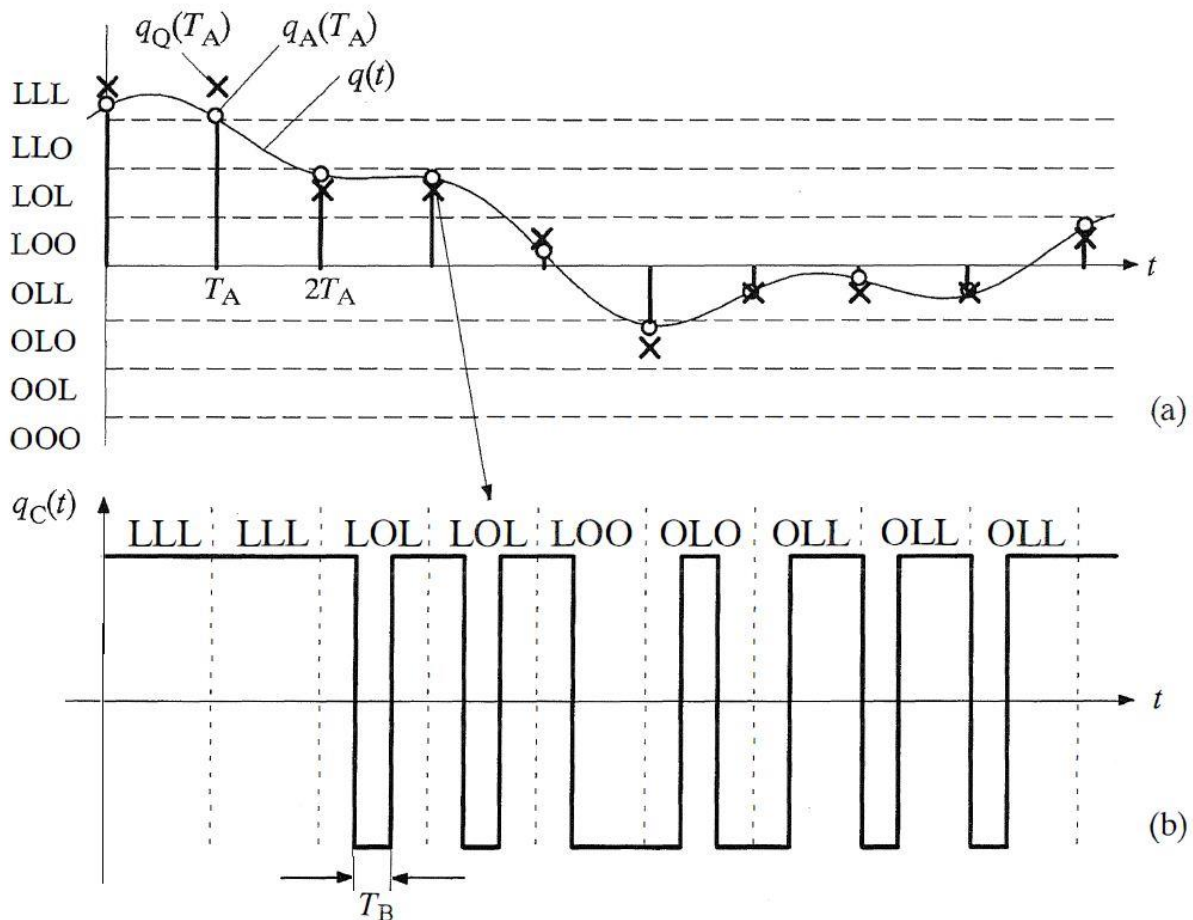 q_Q(T_A) q_A(T_A)
q(t)
LLL
LLO
LOL
LOO
t
T_A 2T_A
OLL
OLO
OOL
OOO
(a)
q_C(t)
LLL LLL LOL LOL LOO OLO OLL OLL OLL
t
(b)
T_B